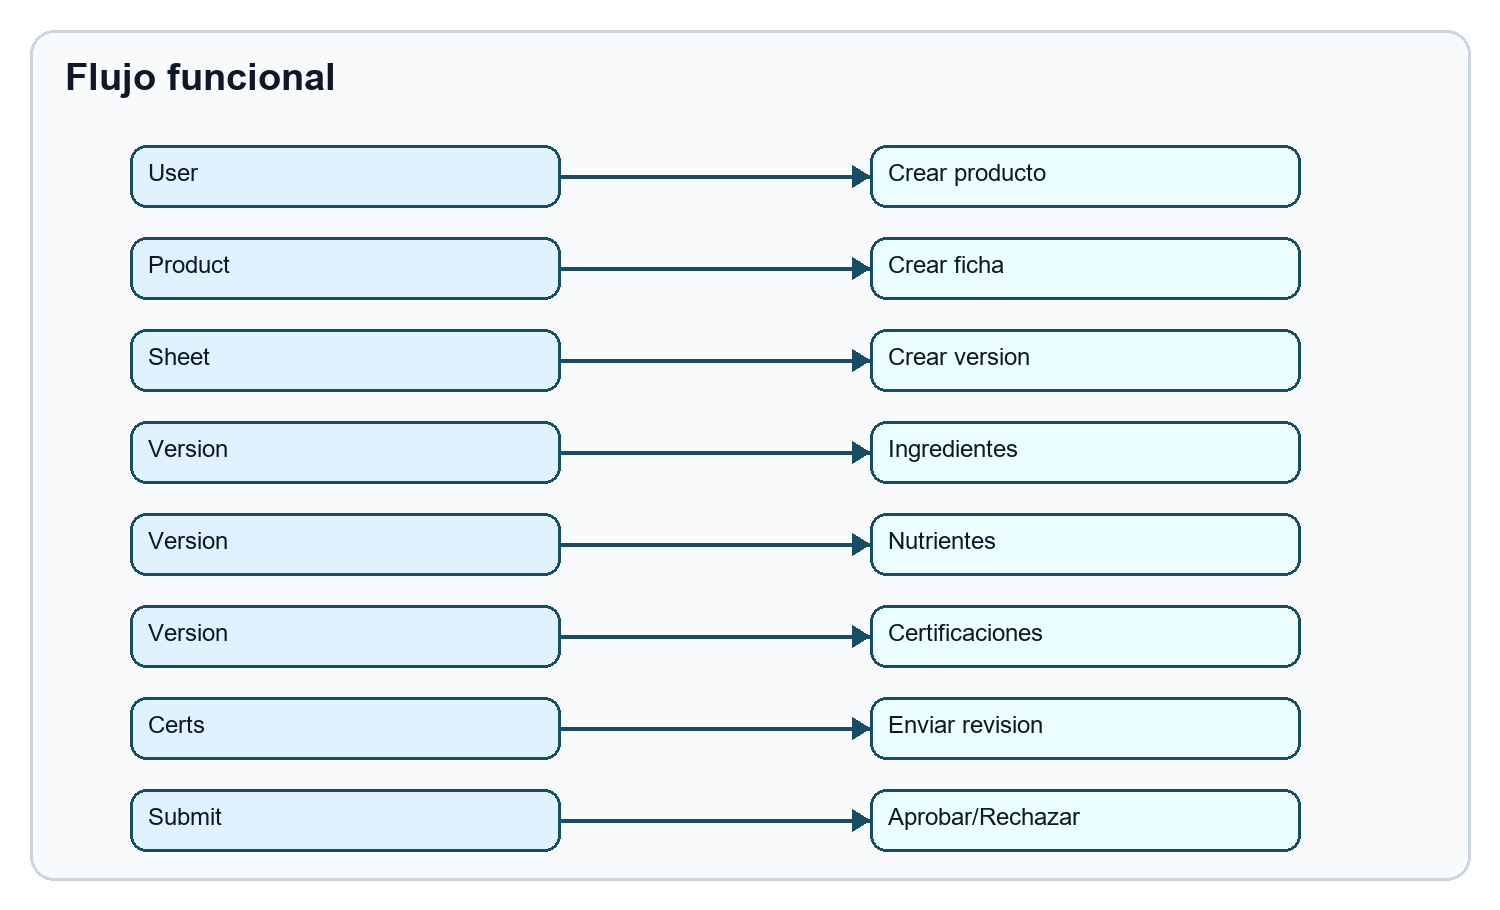 Flujo funcional
User
Crear producto
Product
Crear ficha
Sheet
Crear version
Version
Ingredientes
Version
Nutrientes
Version
Certificaciones
Certs
Enviar revision
Submit
Aprobar/Rechazar